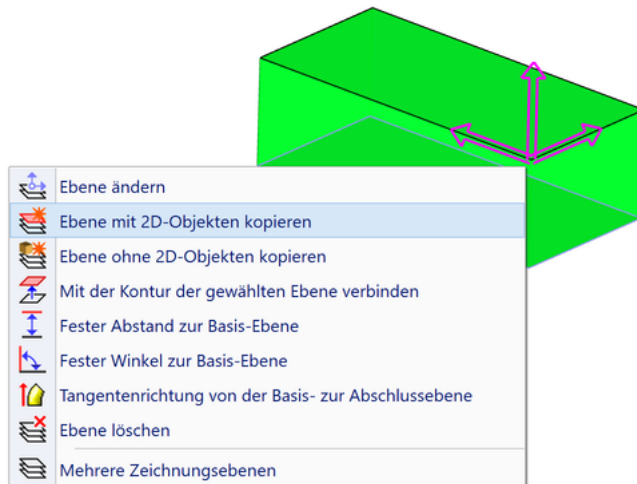 Ebene ändern
Ebene mit 2D-Objekten kopieren
Ebene ohne 2D-Objekten kopieren
Mit der Kontur der gewählten Ebene verbinden
Fester Abstand zur Basis-Ebene
Fester Winkel zur Basis-Ebene
Tangentenrichtung von der Basis- zur Abschlussebene
Ebene löschen
Mehrere Zeichnungsebenen